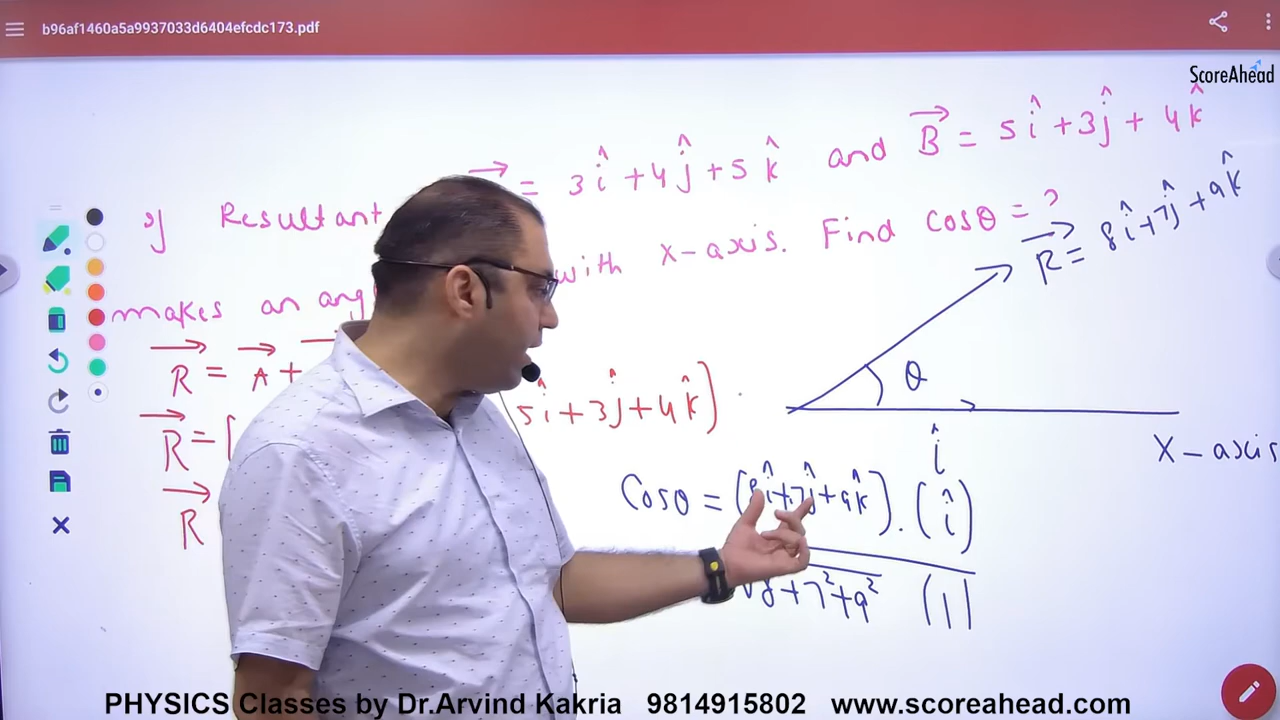 b96af1460a5a9937033d6404efcdc173.pdf
ScoreAhead
= 3î + 4ĵ + 5k̂ and B⃗ = 5î + 3ĵ + 4k̂
Resultant
makes an with X-axis. Find Cosθ = ?
R⃗ = 8î + 7ĵ + 9k̂
R⃗ = A⃗ +
θ
R⃗ = [ 5î + 3ĵ + 4k̂)
î
X-axis
R⃗
Cosθ = (8î + 7ĵ + 9k̂) . (î)
√8 + 7² + 9² (1)
PHYSICS Classes by Dr.Arvind Kakria 9814915802 www.scoreahead.com